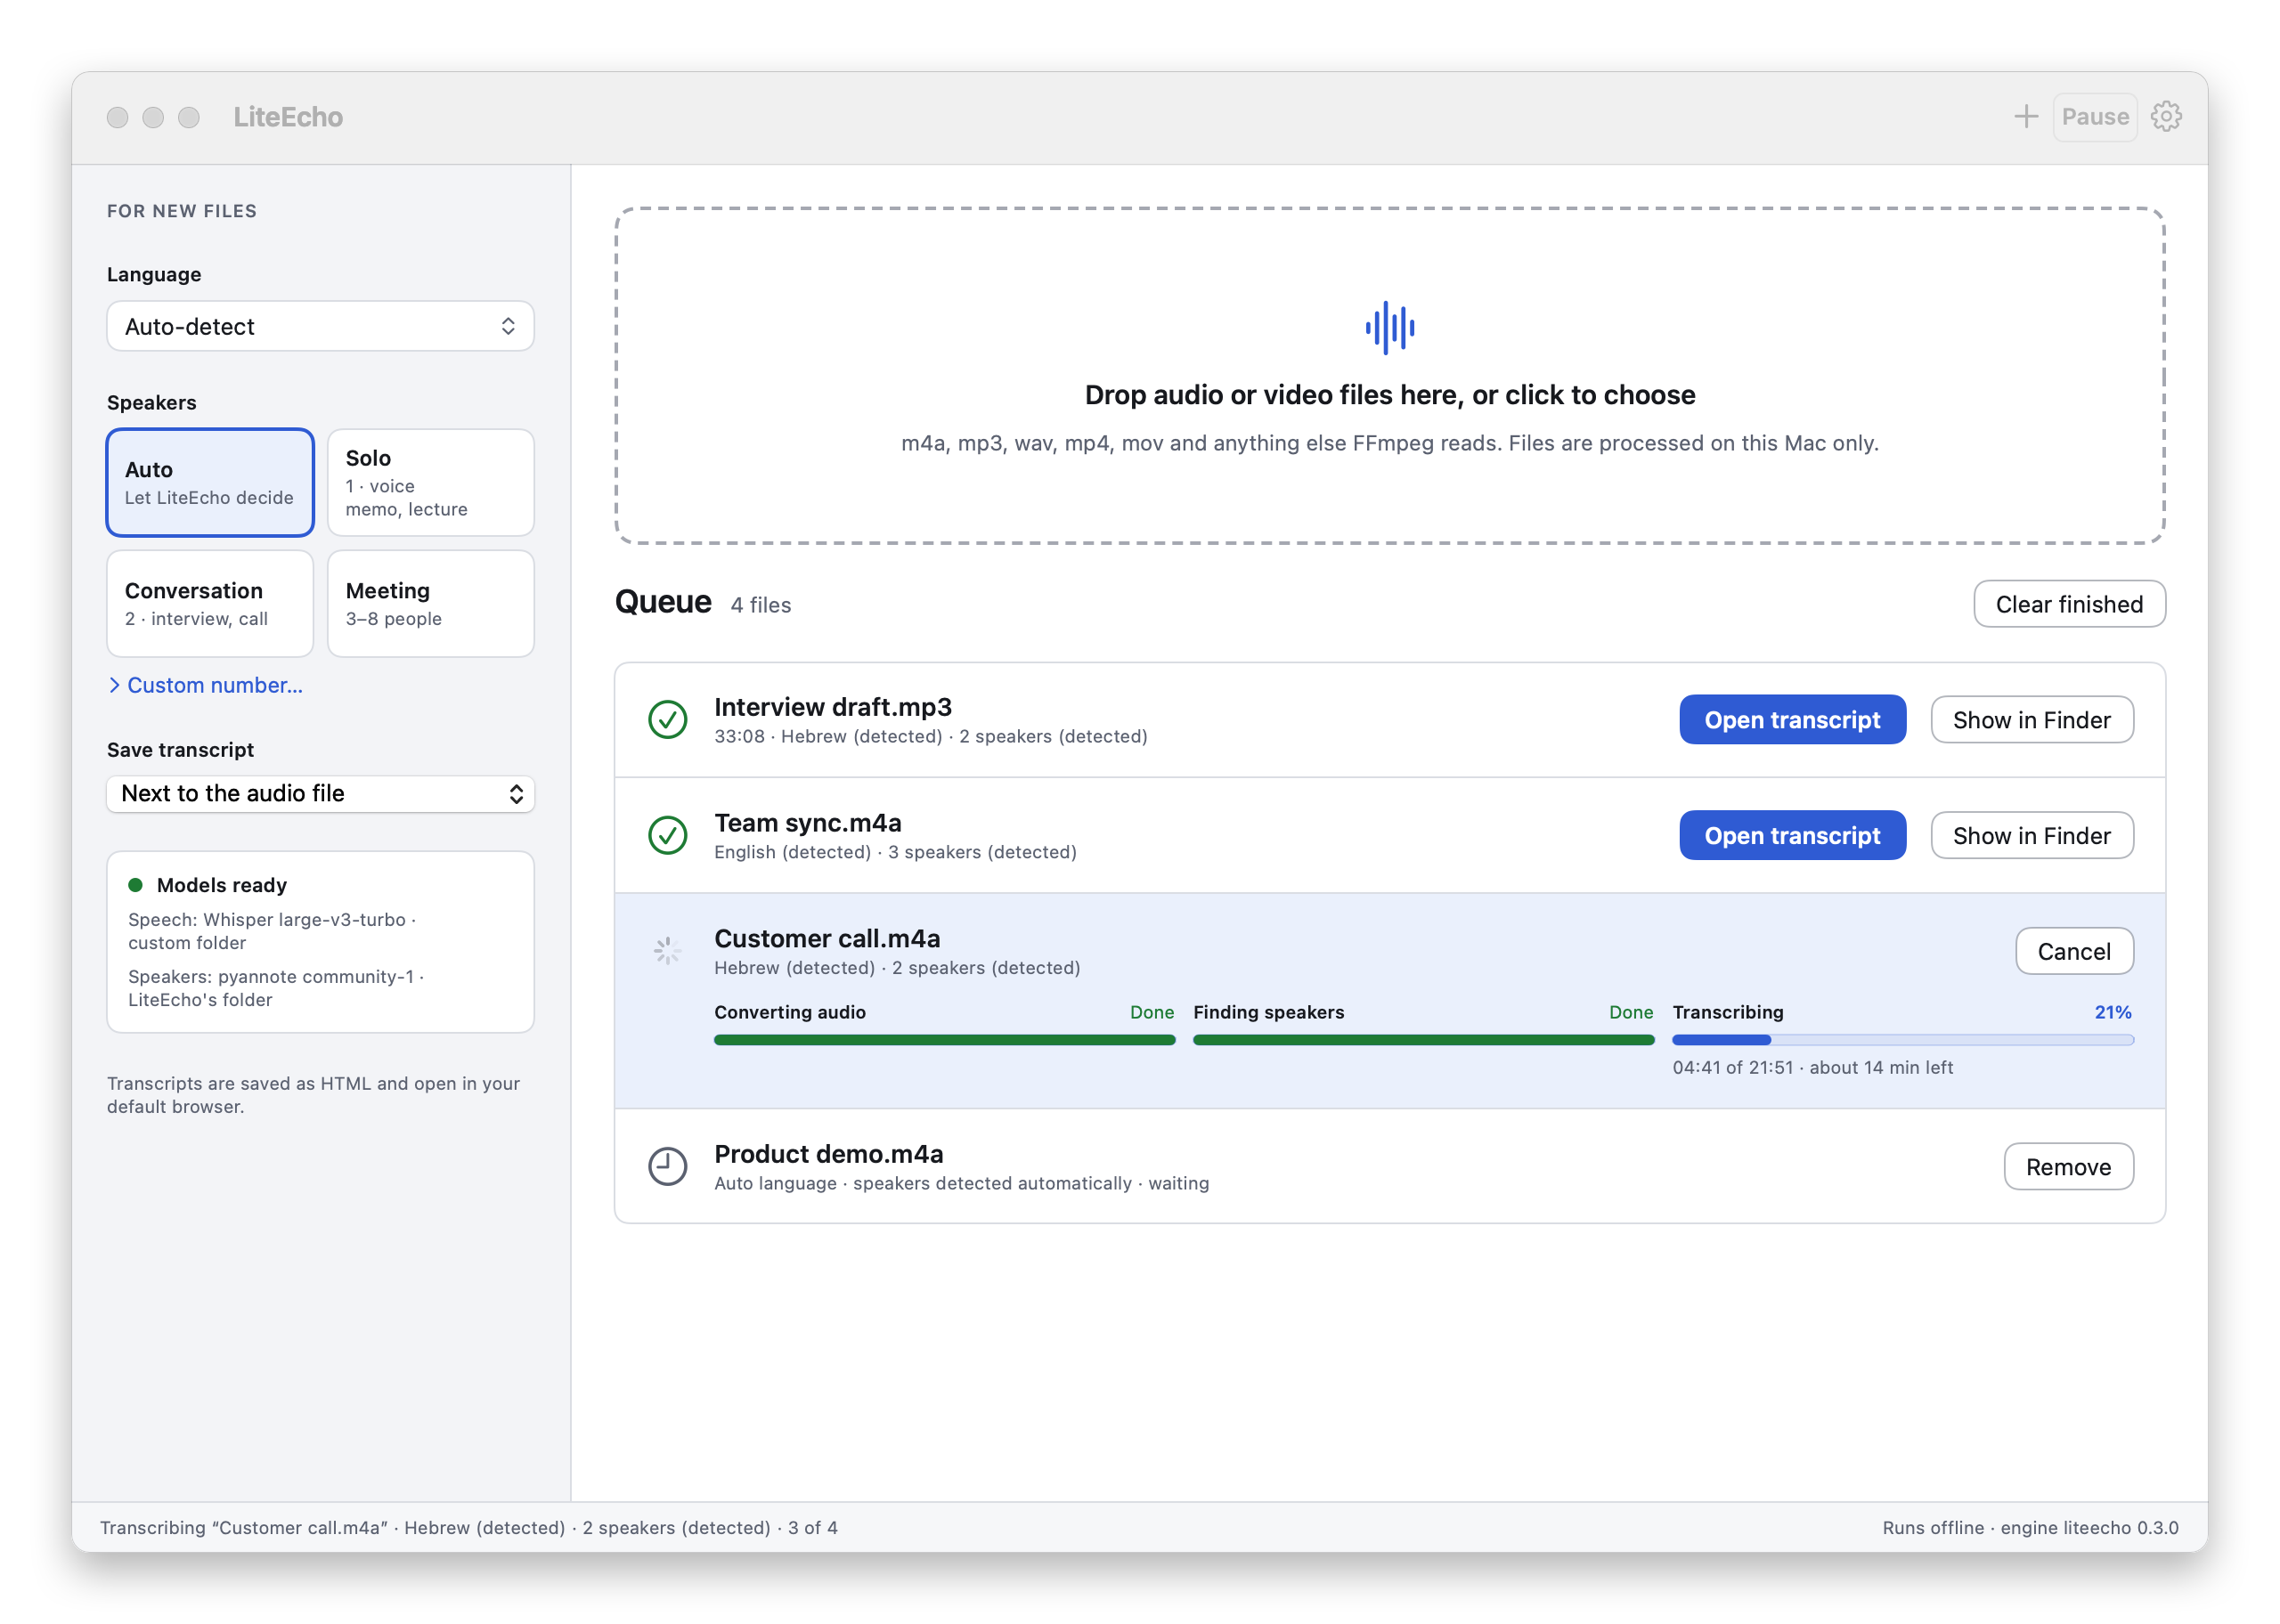 LiteEcho
Pause
FOR NEW FILES
Language
Auto-detect
Speakers
Auto
Let LiteEcho decide
Solo
1 · voice
memo, lecture
Conversation
2 · interview, call
Meeting
3–8 people
Custom number...
Save transcript
Next to the audio file
Models ready
Speech: Whisper large-v3-turbo ·
custom folder
Speakers: pyannote community-1 ·
LiteEcho's folder
Transcripts are saved as HTML and open in your
default browser.
Drop audio or video files here, or click to choose
m4a, mp3, wav, mp4, mov and anything else FFmpeg reads. Files are processed on this Mac only.
Queue 4 files
Clear finished
Interview draft.mp3
33:08 · Hebrew (detected) · 2 speakers (detected)
Open transcript
Show in Finder
Team sync.m4a
English (detected) · 3 speakers (detected)
Open transcript
Show in Finder
Customer call.m4a
Hebrew (detected) · 2 speakers (detected)
Cancel
Converting audio Done
Finding speakers Done
Transcribing 21%
04:41 of 21:51 · about 14 min left
Product demo.m4a
Auto language · speakers detected automatically · waiting
Remove
Transcribing “Customer call.m4a” · Hebrew (detected) · 2 speakers (detected) · 3 of 4
Runs offline · engine liteecho 0.3.0